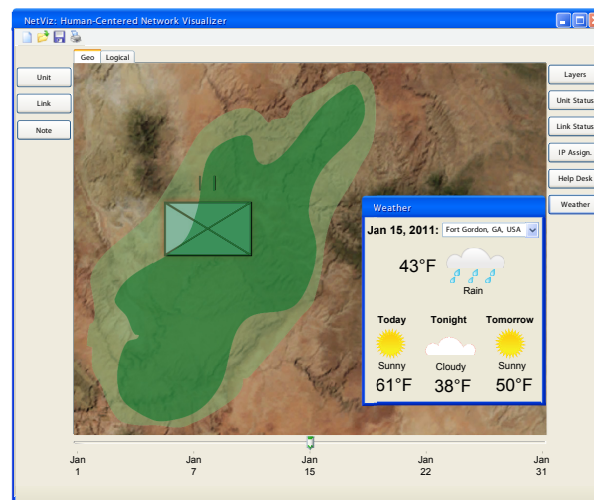 NetViz: Human-Centered Network Visualizer
Geo Logical
Unit
Link
Note
Layers
Unit Status
Link Status
IP Assign.
Help Desk
Weather
Weather
Jan 15, 2011: Fort Gordon, GA, USA
43°F
Rain
Today Tonight Tomorrow
Sunny Cloudy Sunny
61°F 38°F 50°F
Jan Jan Jan Jan Jan
1 7 15 22 31